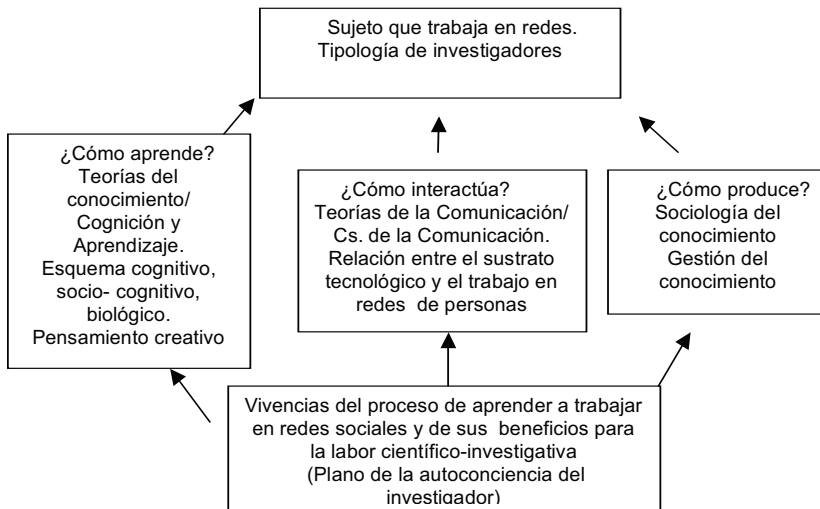 Sujeto que trabaja en redes.
Tipología de investigadores
¿Cómo aprende?
Teorías del
conocimiento/
Cognición y
Aprendizaje.
Esquema cognitivo,
socio- cognitivo,
biológico.
Pensamiento creativo
¿Cómo interactúa?
Teorías de la Comunicación/
Cs. de la Comunicación.
Relación entre el sustrato
tecnológico y el trabajo en
redes de personas
¿Cómo produce?
Sociología del
conocimiento
Gestión del
conocimiento
Vivencias del proceso de aprender a trabajar
en redes sociales y de sus beneficios para
la labor científico-investigativa
(Plano de la autoconciencia del
investigador)